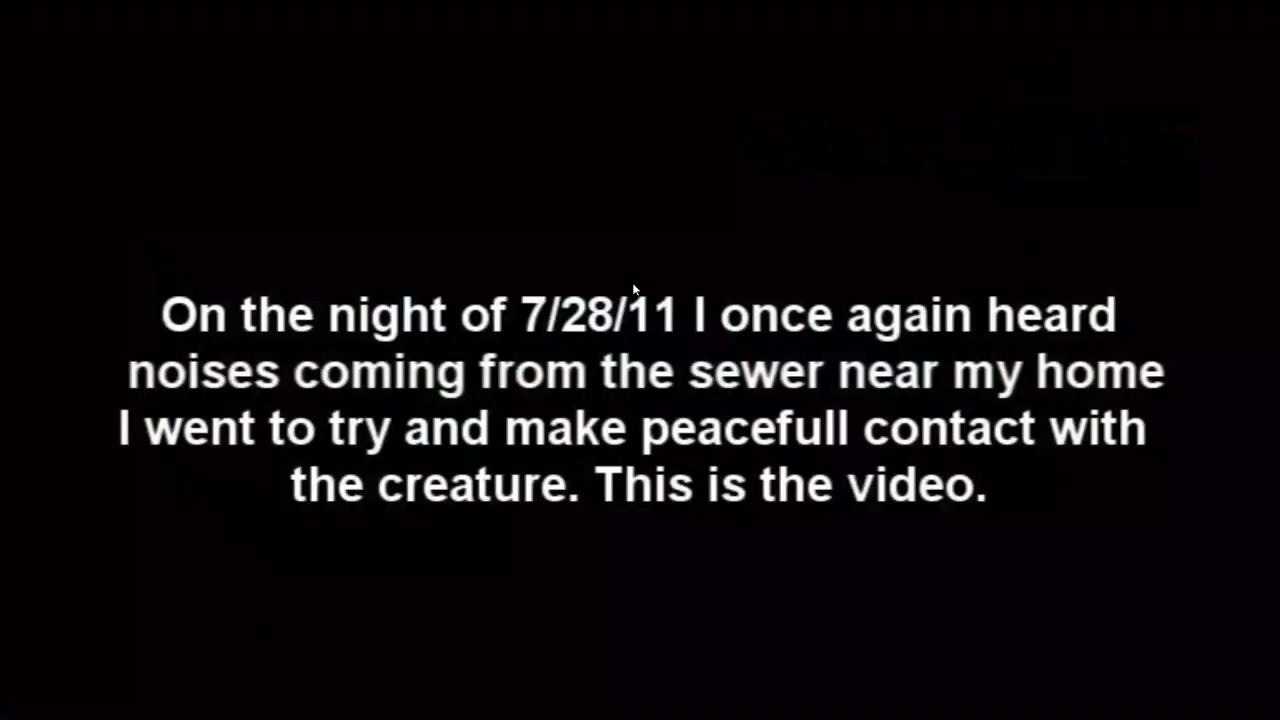 On the night of 7/28/11 I once again heard
noises coming from the sewer near my home
I went to try and make peacefull contact with
the creature. This is the video.